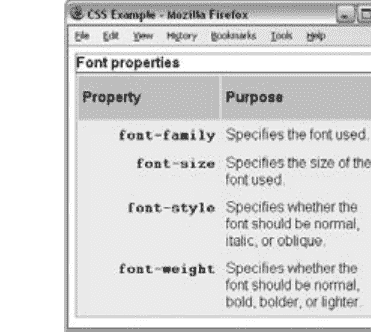 CSS Example - Mozilla Firefox
File Edit View History Bookmarks Tools Help
Font properties
Property Purpose
font-family Specifies the font used.
font-size Specifies the size of the
font used.
font-style Specifies whether the
font should be normal,
italic, or oblique.
font-weight Specifies whether the
font should be normal,
bold, bolder, or lighter.